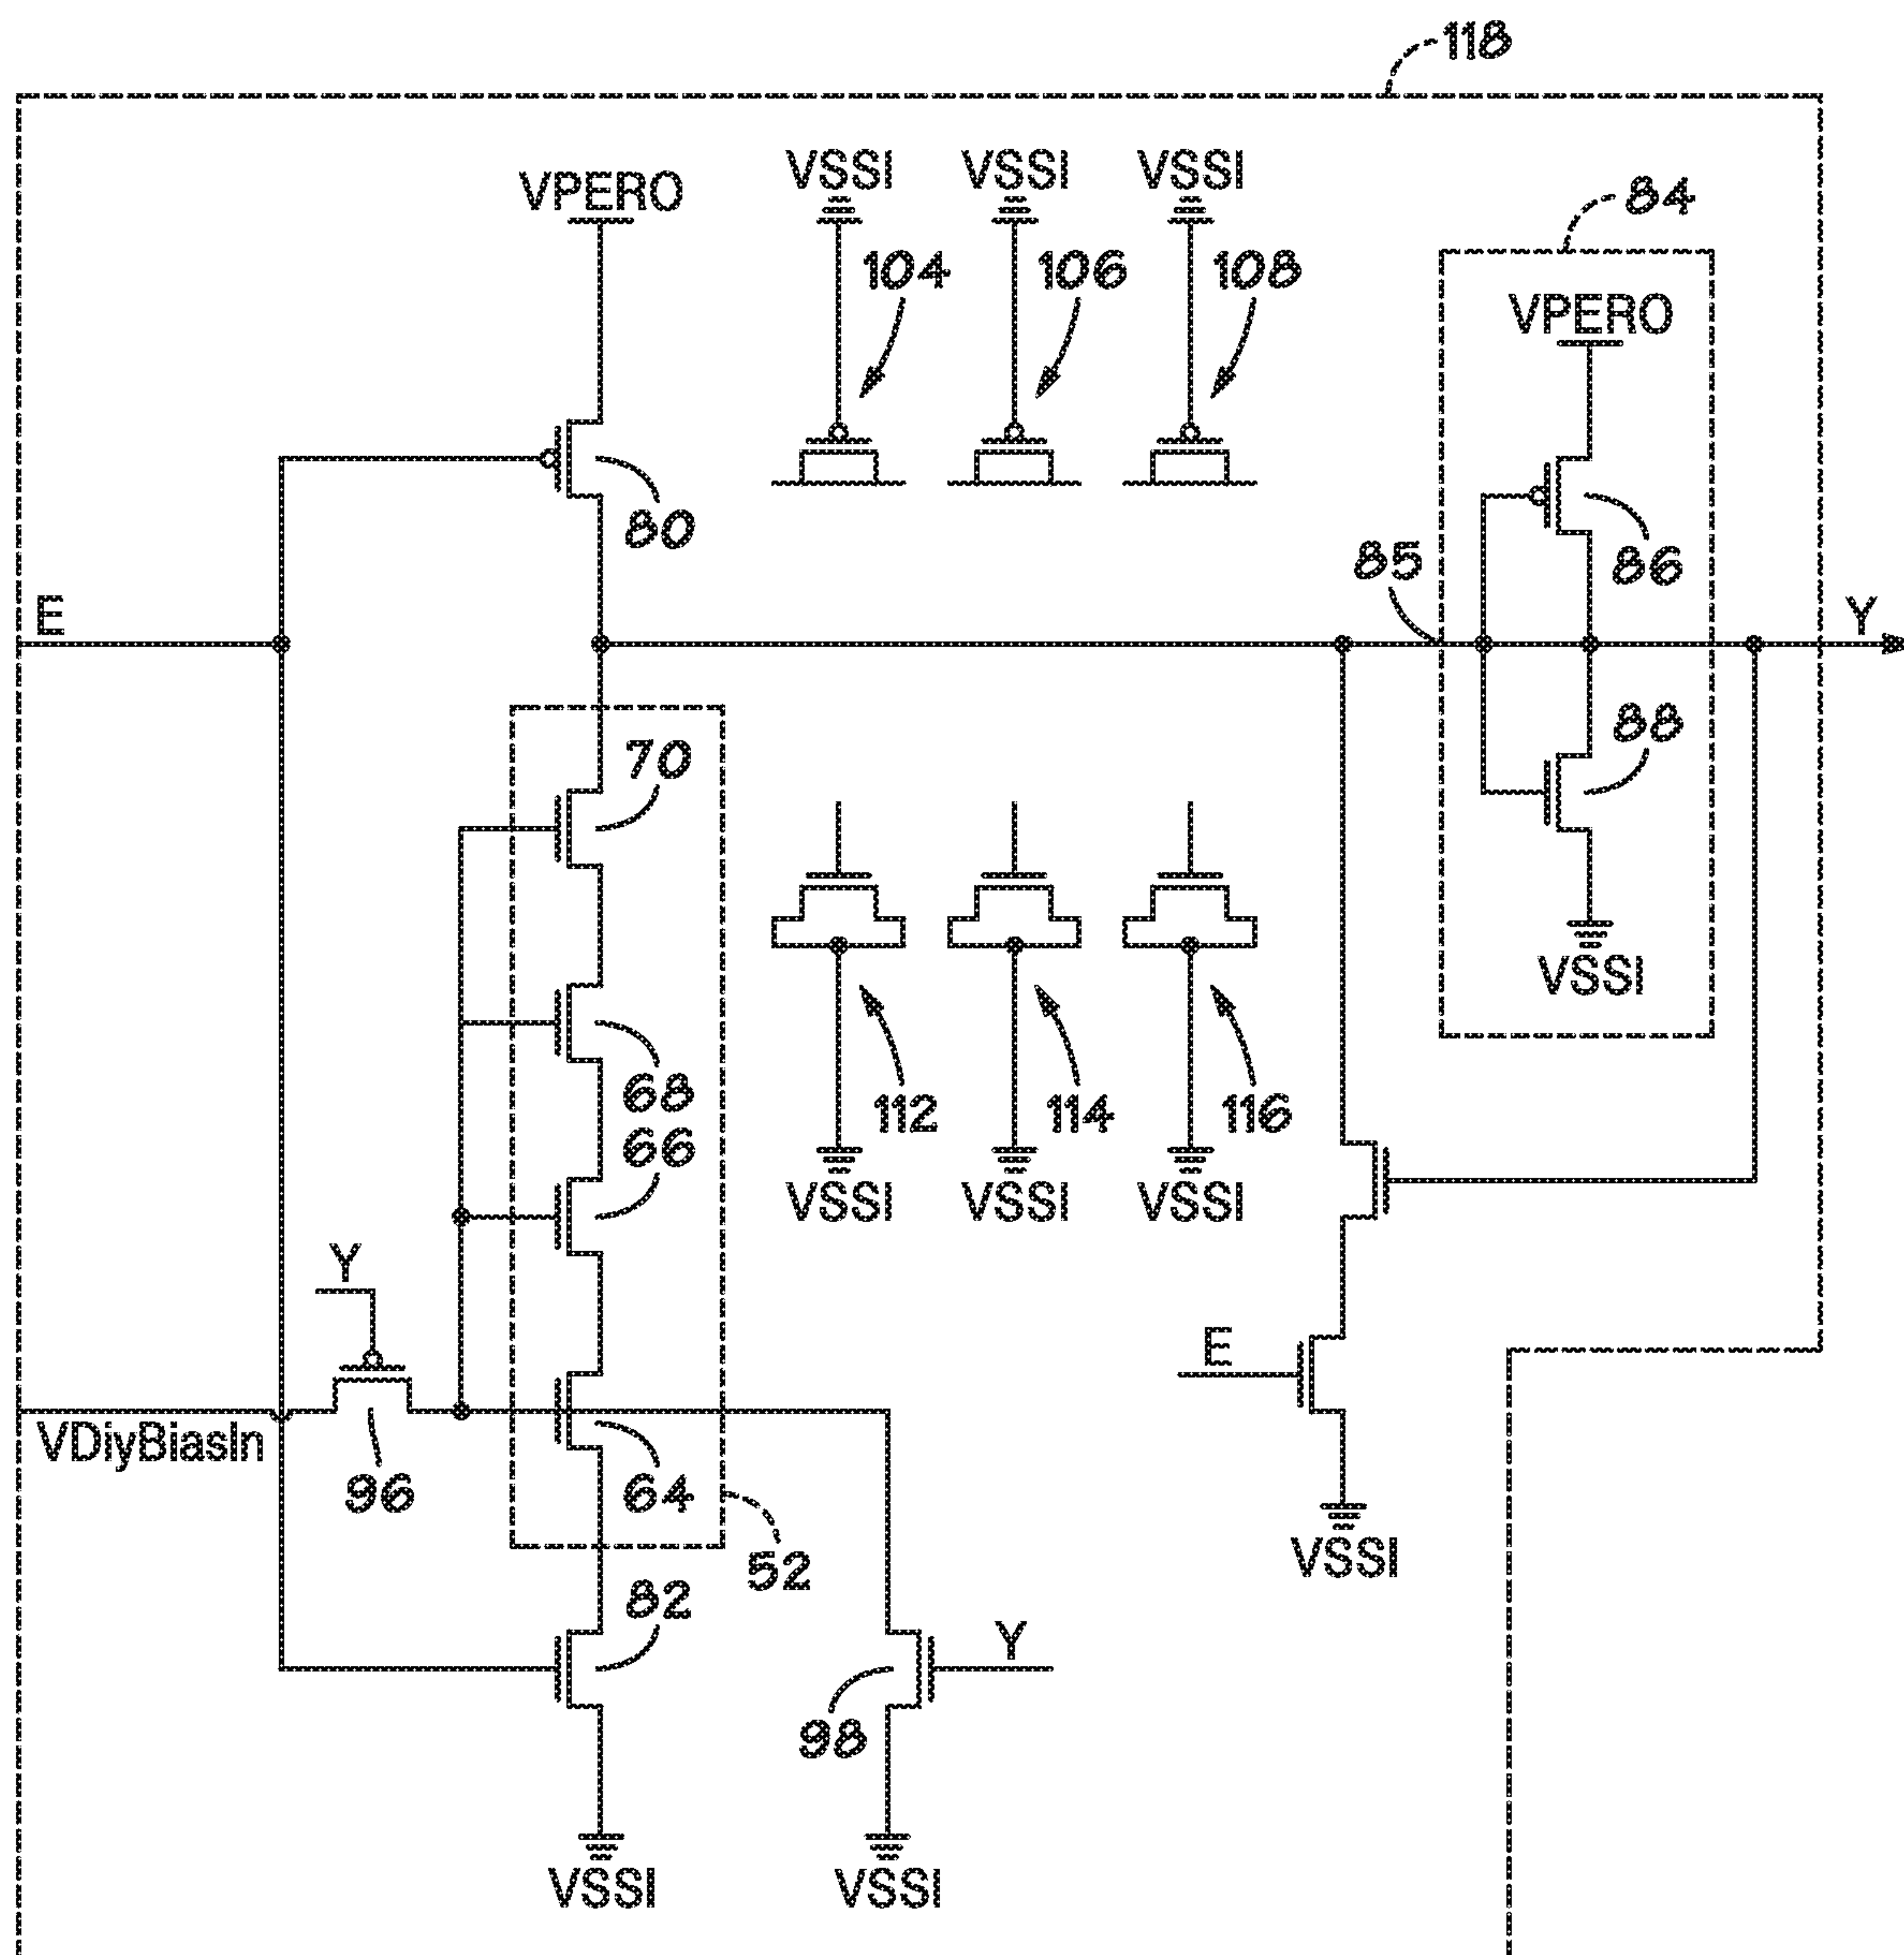 118
VPERO
VSSI
VSSI
VSSI
84
104
106
108
VPERO
80
85
86
E
Y
70
88
VSSI
68
66
112
114
116
VSSI
VSSI
VSSI
Y
E
VDiyBiasIn
96
64
52
VSSI
82
Y
98
VSSI
VSSI